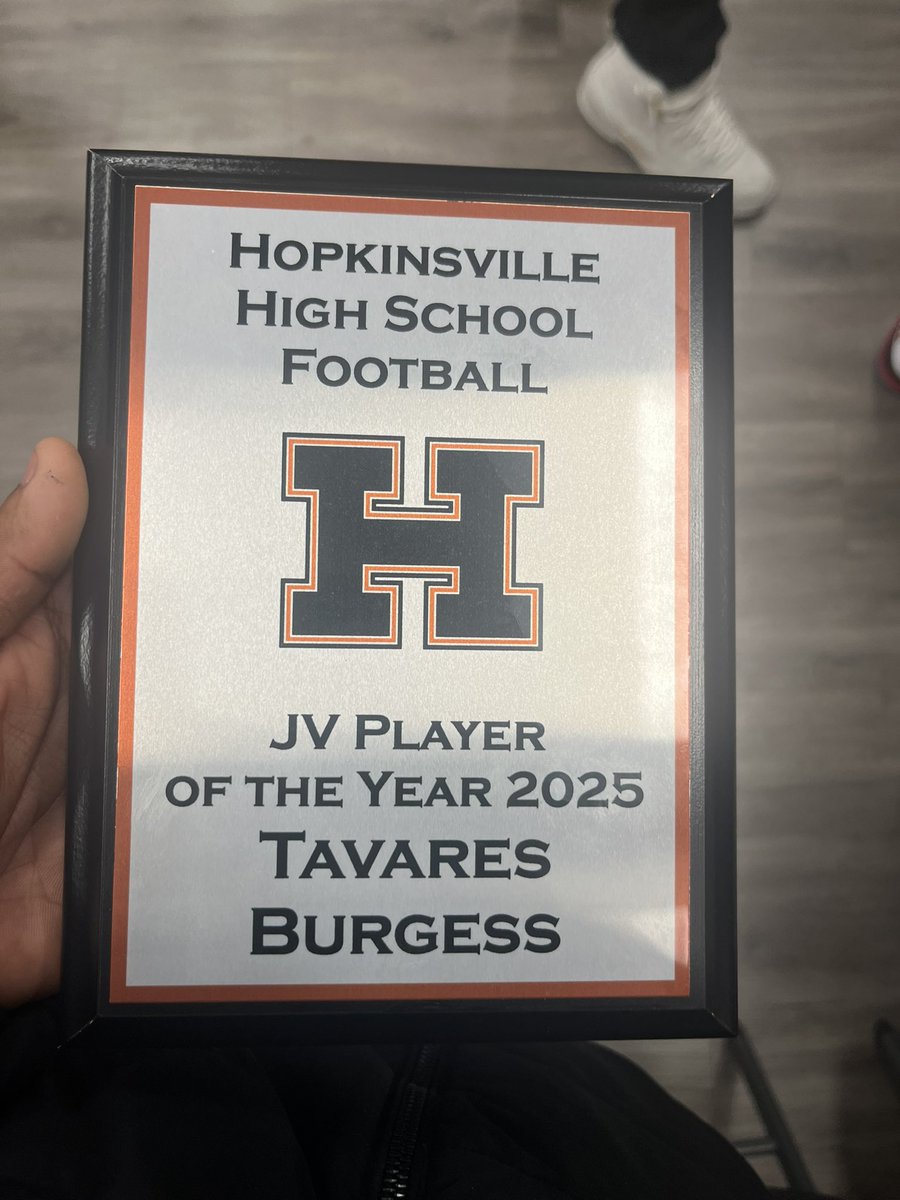 Hopkinsville
High School
Football
H
JV Player
of the Year 2025
Tavares
Burgess